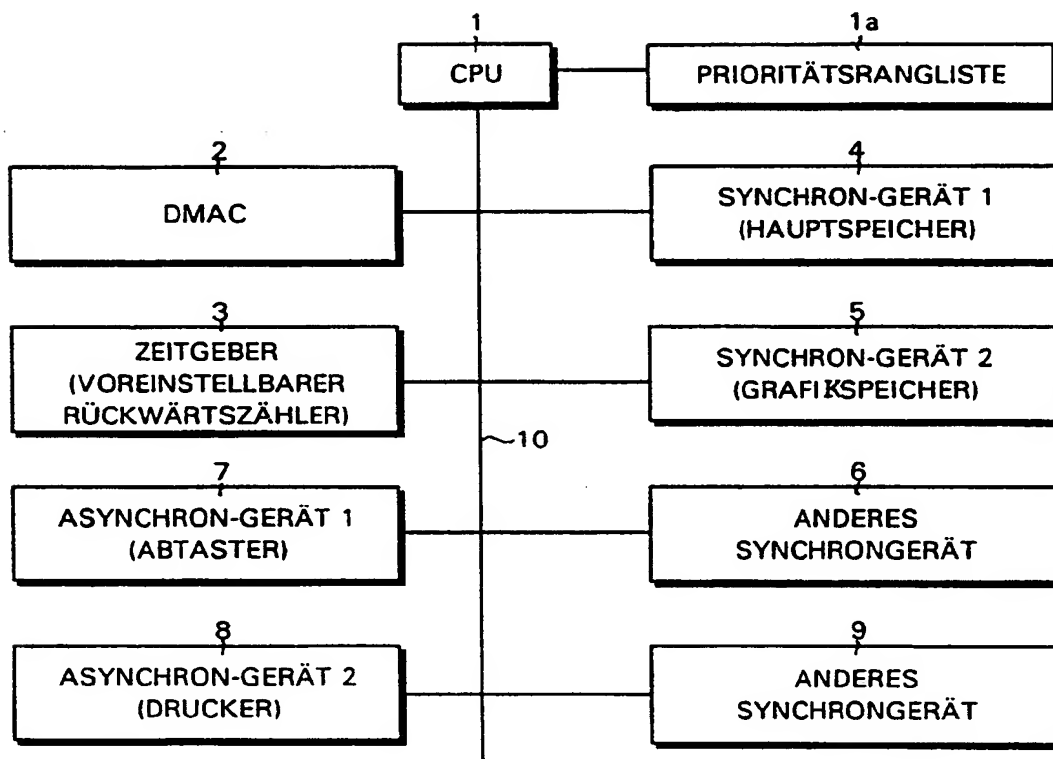 1
CPU
1a
PRIORITÄTSRANGLISTE
2
DMAC
4
SYNCHRON-GERÄT 1
(HAUPTSPEICHER)
3
ZEITGEBER
(VOREINSTELLBARER
RÜCKWÄRTSZÄHLER)
5
SYNCHRON-GERÄT 2
(GRAFIKSPEICHER)
10
7
ASYNCHRON-GERÄT 1
(ABTASTER)
6
ANDERES
SYNCHRONGERÄT
8
ASYNCHRON-GERÄT 2
(DRUCKER)
9
ANDERES
SYNCHRONGERÄT